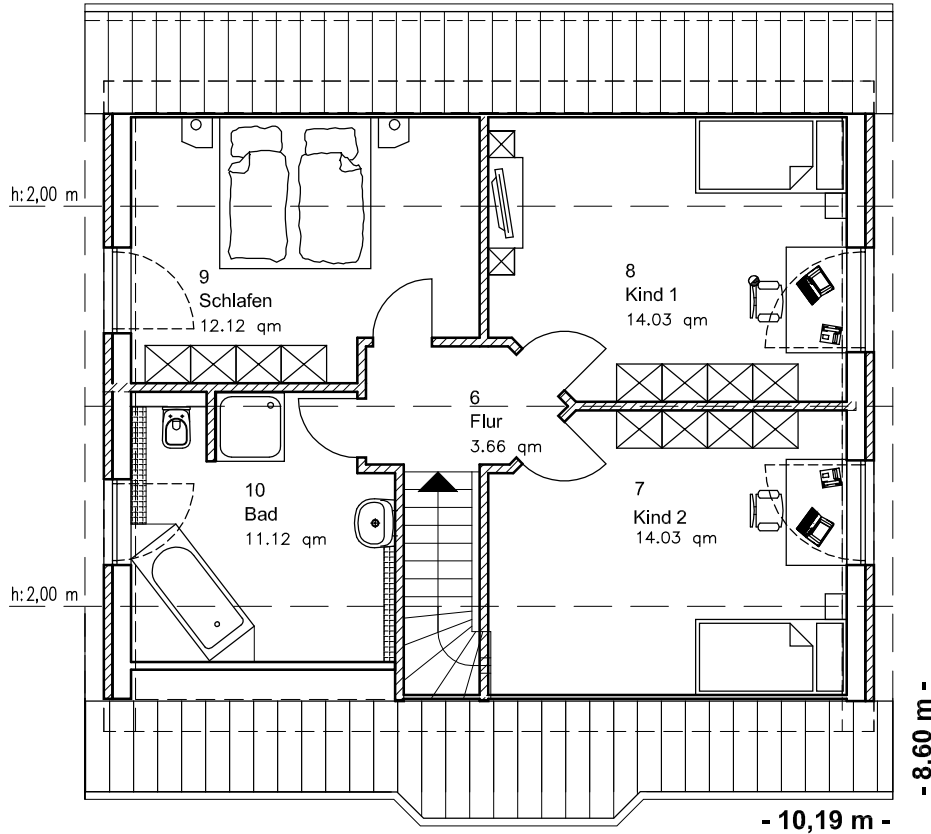 h:2,00 m
9
Schlafen
12.12 qm
8
Kind 1
14.03 qm
6
Flur
3.66 qm
10
Bad
11.12 qm
7
Kind 2
14.03 qm
h:2,00 m
- 8.60 m -
- 10,19 m -